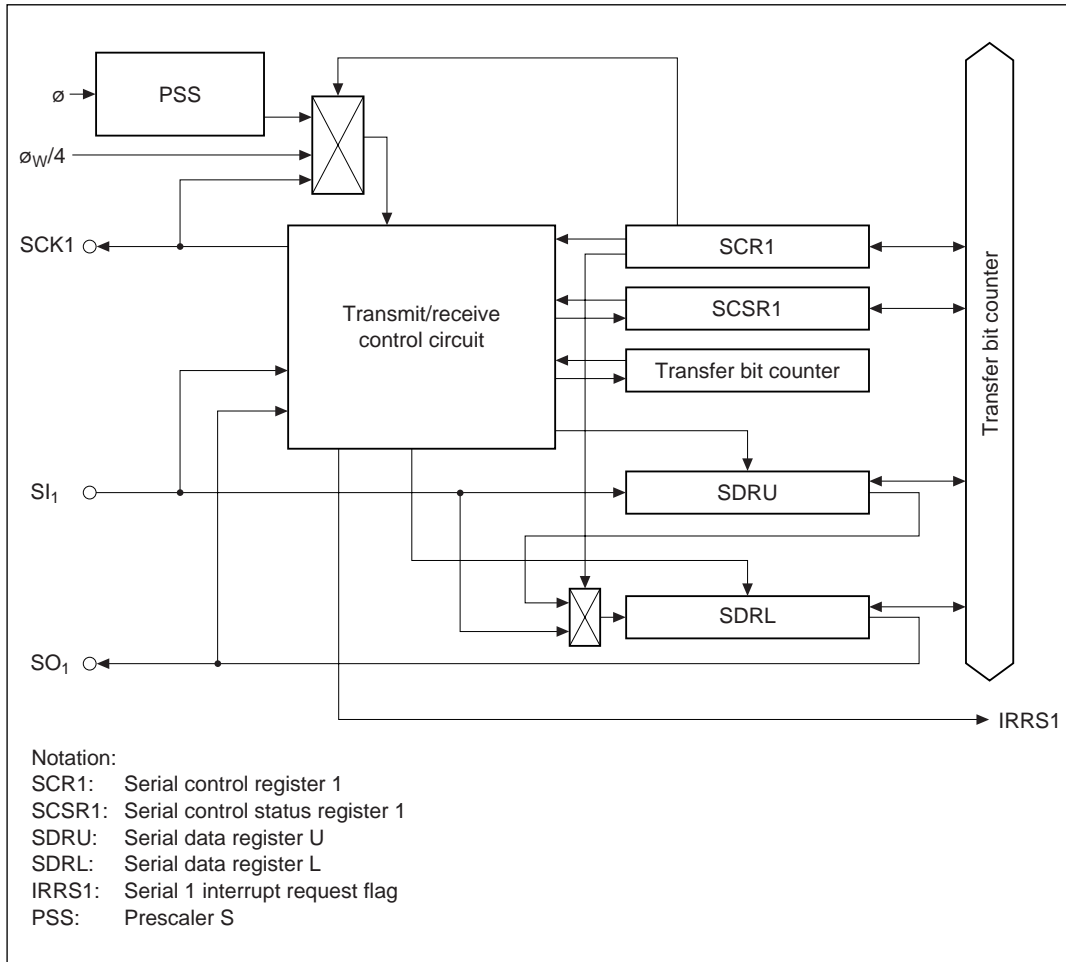 ø
PSS
øW/4
SCK1
SCR1
SCSR1
Transmit/receive
control circuit
Transfer bit counter
Transfer bit counter
SI1
SDRU
SDRL
SO1
IRRS1
Notation:
SCR1: Serial control register 1
SCSR1: Serial control status register 1
SDRU: Serial data register U
SDRL: Serial data register L
IRRS1: Serial 1 interrupt request flag
PSS: Prescaler S